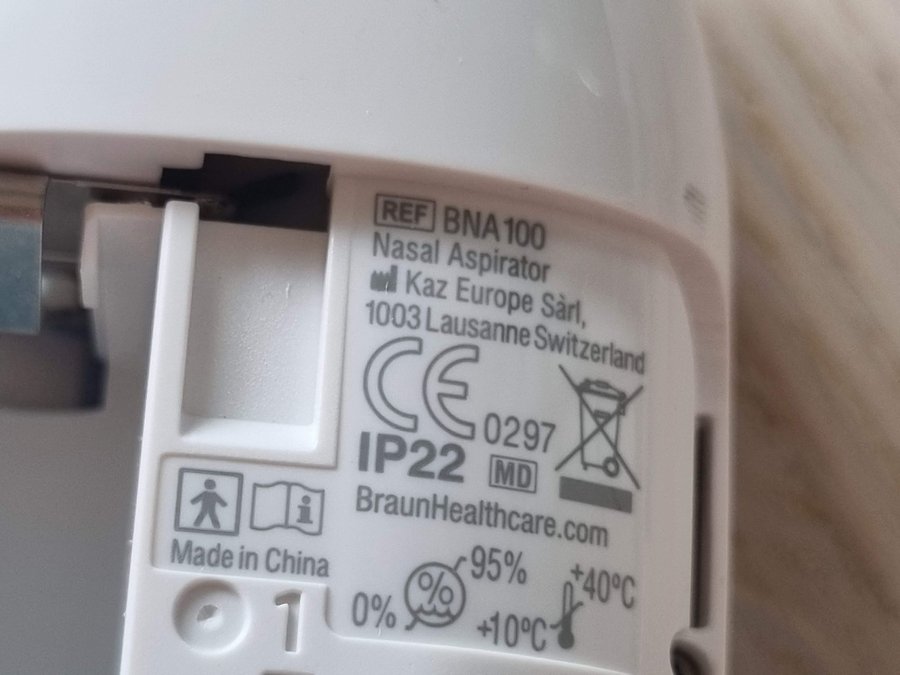 REF BNA100
Nasal Aspirator
Kaz Europe Sàrl,
1003 Lausanne Switzerland
CE 0297
IP22 MD
BraunHealthcare.com
Made in China
95%
0%
+40°C
+10°C
1